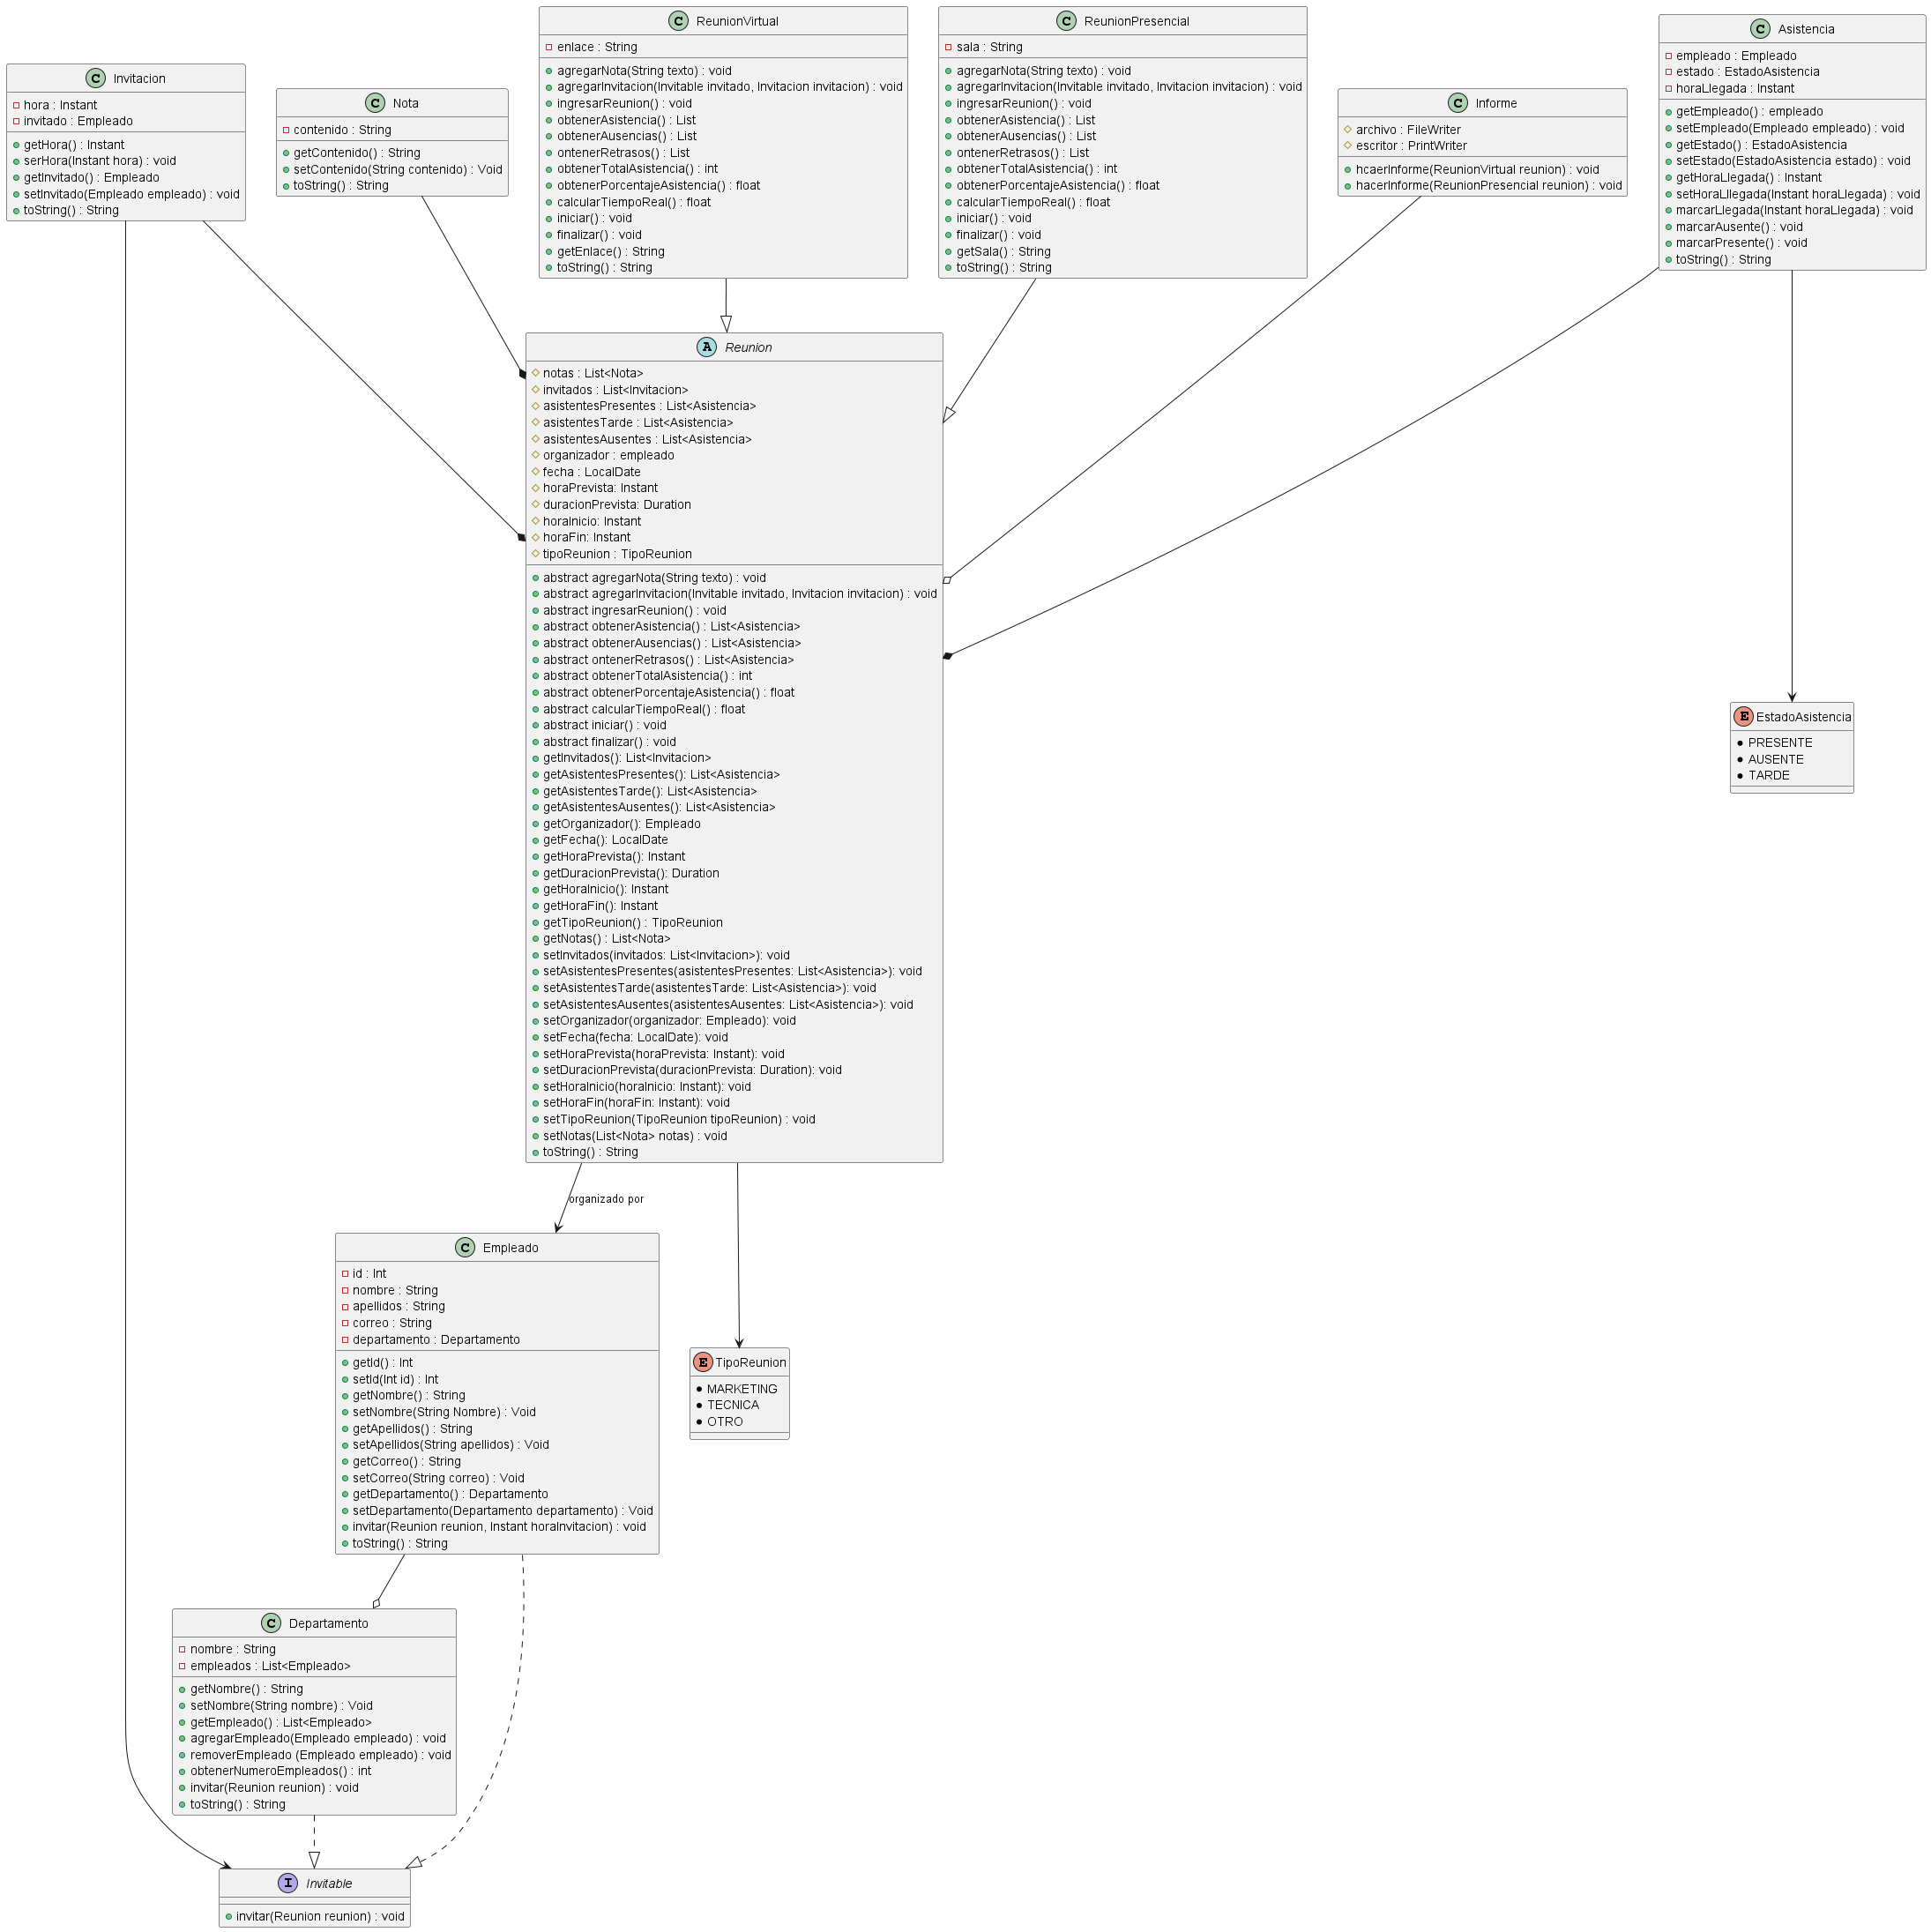 Invitacion
hora : Instant
invitado : Empleado
getHora() : Instant
serHora(Instant hora) : void
getInvitado() : Empleado
setInvitado(Empleado empleado) : void
toString() : String
Nota
contenido : String
getContenido() : String
setContenido(String contenido) : Void
toString() : String
ReunionVirtual
enlace : String
agregarNota(String texto) : void
agregarInvitacion(Invitable invitado, Invitacion invitacion) : void
ingresarReunion() : void
obtenerAsistencia() : List
obtenerAusencias() : List
ontenerRetrasos() : List
obtenerTotalAsistencia() : int
obtenerPorcentajeAsistencia() : float
calcularTiempoReal() : float
iniciar() : void
finalizar() : void
getEnlace() : String
toString() : String
ReunionPresencial
sala : String
agregarNota(String texto) : void
agregarInvitacion(Invitable invitado, Invitacion invitacion) : void
ingresarReunion() : void
obtenerAsistencia() : List
obtenerAusencias() : List
ontenerRetrasos() : List
obtenerTotalAsistencia() : int
obtenerPorcentajeAsistencia() : float
calcularTiempoReal() : float
iniciar() : void
finalizar() : void
getSala() : String
toString() : String
Informe
archivo : FileWriter
escritor : PrintWriter
hcaerInforme(ReunionVirtual reunion) : void
hacerInforme(ReunionPresencial reunion) : void
Asistencia
empleado : Empleado
estado : EstadoAsistencia
horaLlegada : Instant
getEmpleado() : empleado
setEmpleado(Empleado empleado) : void
getEstado() : EstadoAsistencia
setEstado(EstadoAsistencia estado) : void
getHoraLlegada() : Instant
setHoraLllegada(Instant horaLlegada) : void
marcarLlegada(Instant horaLlegada) : void
marcarAusente() : void
marcarPresente() : void
toString() : String
Reunion
notas : List<Nota>
invitados : List<Invitacion>
asistentesPresentes : List<Asistencia>
asistentesTarde : List<Asistencia>
asistentesAusentes : List<Asistencia>
organizador : empleado
fecha : LocalDate
horaPrevista: Instant
duracionPrevista: Duration
horaInicio: Instant
horaFin: Instant
tipoReunion : TipoReunion
abstract agregarNota(String texto) : void
abstract agregarInvitacion(Invitable invitado, Invitacion invitacion) : void
abstract ingresarReunion() : void
abstract obtenerAsistencia() : List<Asistencia>
abstract obtenerAusencias() : List<Asistencia>
abstract ontenerRetrasos() : List<Asistencia>
abstract obtenerTotalAsistencia() : int
abstract obtenerPorcentajeAsistencia() : float
abstract calcularTiempoReal() : float
abstract iniciar() : void
abstract finalizar() : void
getInvitados(): List<Invitacion>
getAsistentesPresentes(): List<Asistencia>
getAsistentesTarde(): List<Asistencia>
getAsistentesAusentes(): List<Asistencia>
getOrganizador(): Empleado
getFecha(): LocalDate
getHoraPrevista(): Instant
getDuracionPrevista(): Duration
getHoraInicio(): Instant
getHoraFin(): Instant
getTipoReunion() : TipoReunion
getNotas() : List<Nota>
setInvitados(invitados: List<Invitacion>): void
setAsistentesPresentes(asistentesPresentes: List<Asistencia>): void
setAsistentesTarde(asistentesTarde: List<Asistencia>): void
setAsistentesAusentes(asistentesAusentes: List<Asistencia>): void
setOrganizador(organizador: Empleado): void
setFecha(fecha: LocalDate): void
setHoraPrevista(horaPrevista: Instant): void
setDuracionPrevista(duracionPrevista: Duration): void
setHoraInicio(horaInicio: Instant): void
setHoraFin(horaFin: Instant): void
setTipoReunion(TipoReunion tipoReunion) : void
setNotas(List<Nota> notas) : void
toString() : String
EstadoAsistencia
PRESENTE
AUSENTE
TARDE
organizado por
Empleado
id : Int
nombre : String
apellidos : String
correo : String
departamento : Departamento
getId() : Int
setId(Int id) : Int
getNombre() : String
setNombre(String Nombre) : Void
getApellidos() : String
setApellidos(String apellidos) : Void
getCorreo() : String
setCorreo(String correo) : Void
getDepartamento() : Departamento
setDepartamento(Departamento departamento) : Void
invitar(Reunion reunion, Instant horaInvitacion) : void
toString() : String
TipoReunion
MARKETING
TECNICA
OTRO
Departamento
nombre : String
empleados : List<Empleado>
getNombre() : String
setNombre(String nombre) : Void
getEmpleado() : List<Empleado>
agregarEmpleado(Empleado empleado) : void
removerEmpleado (Empleado empleado) : void
obtenerNumeroEmpleados() : int
invitar(Reunion reunion) : void
toString() : String
Invitable
invitar(Reunion reunion) : void